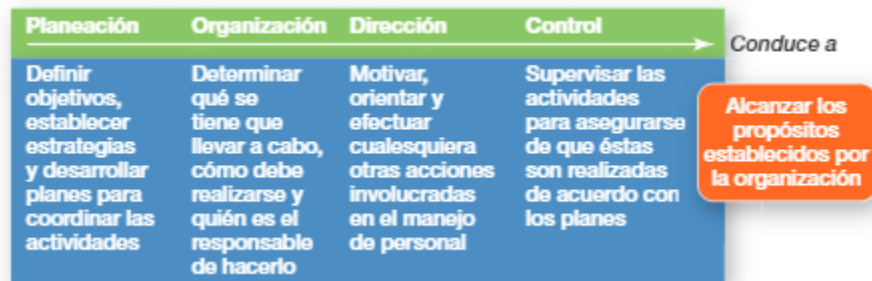 Planeación
Organización
Dirección
Control
Conduce a
Definir
objetivos,
establecer
estrategias
y desarrollar
planes para
coordinar las
actividades
Determinar
qué se
tiene que
llevar a cabo,
cómo debe
realizarse y
quién es el
responsable
de hacerlo
Motivar,
orientar y
efectuar
cualesquiera
otras acciones
involucradas
en el manejo
de personal
Supervisar las
actividades
para asegurarse
de que éstas
son realizadas
de acuerdo con
los planes
Alcanzar los
propósitos
establecidos por
la organización